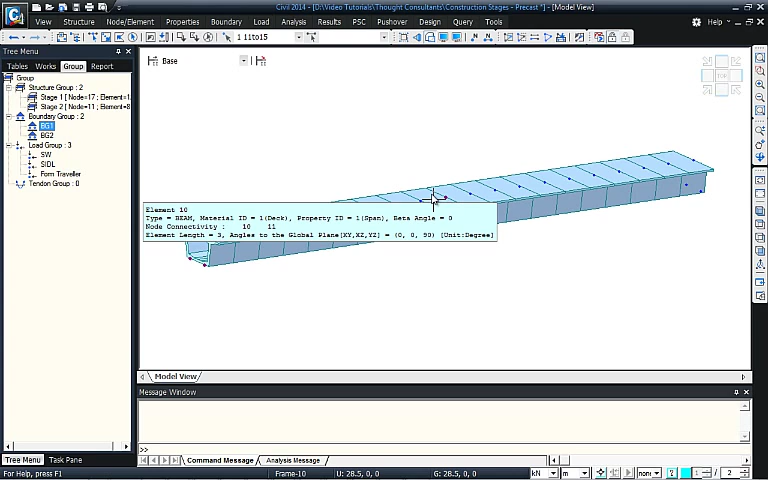 Civil 2014 - [D:\Video Tutorials\Thought Consultants\Construction Stages - Precast *] - [Model View]
View Structure Node/Element Properties Boundary Load Analysis Results PSC Pushover Design Query Tools Help
1 11to15
Tree Menu
Tables Works Group Report
Base
TOP
Group
Structure Group : 2
Stage 1 [ Node=17 ; Element=1
Stage 2 [ Node=11 ; Element=8
Boundary Group : 2
BG1
BG2
Load Group : 3
SW
SIDL
Form Traveller
Tendon Group : 0
Element 10
Type = BEAM, Material ID = 1(Deck), Property ID = 1(Span), Beta Angle = 0
Node Connectivity : 10 11
Element Length = 3, Angles to the Global Plane[XY,XZ,YZ] = (0, 0, 90) [Unit:Degree]
Model View
Message Window
>>
Tree Menu Task Pane
Command Message Analysis Message
For Help, press F1
Frame-10
U: 28.5, 0, 0
G: 28.5, 0, 0
kN m non 1 / 2